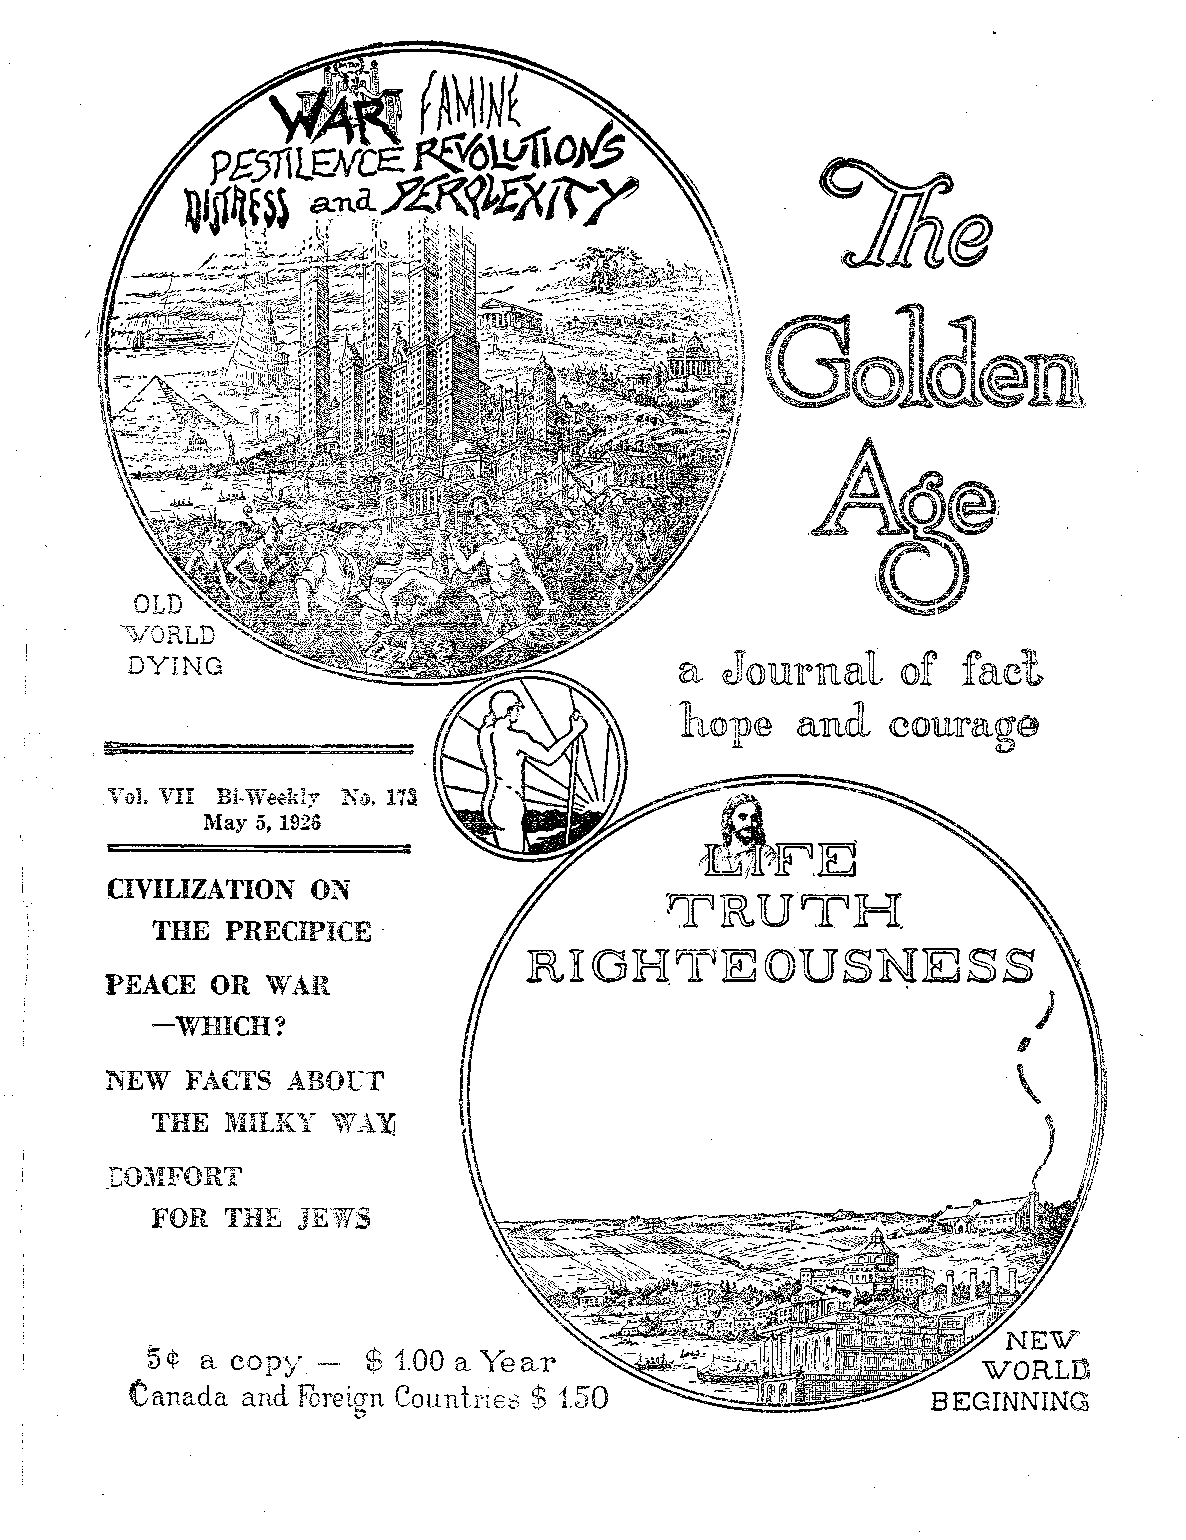 WAR FAMINE
PESTILENCE REVOLUTIONS
DISTRESS and PERPLEXITY
The
Golden
Age
OLD
WORLD
DYING
a Journal of fact
hope and courage
Vol. VII Bi-Weekly No. 173
May 5, 1926
CIVILIZATION ON
THE PRECIPICE
PEACE OR WAR
—WHICH?
NEW FACTS ABOUT
THE MILKY WAY
COMFORT
FOR THE JEWS
LIFE
TRUTH
RIGHTEOUSNESS
5¢ a copy — $ 1.00 a Year
Canada and Foreign Countries $ 1.50
NEW
WORLD
BEGINNING